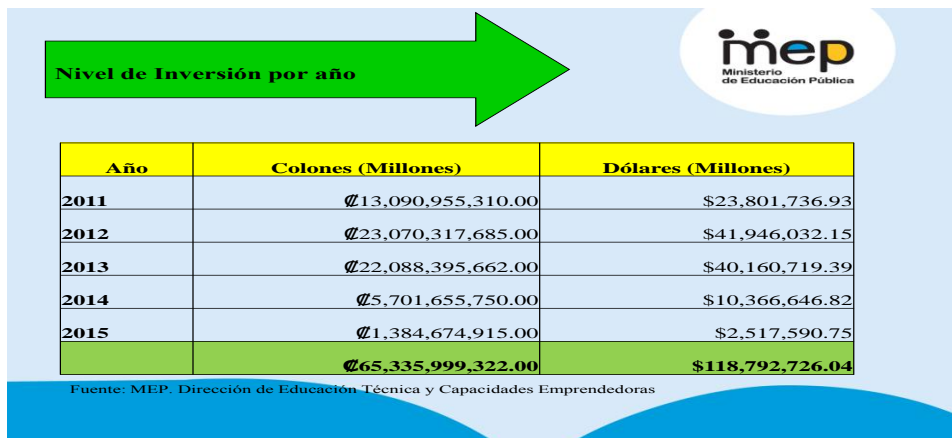 Nivel de Inversión por año
mep
Ministerio
de Educación Pública
Año Colones (Millones) Dólares (Millones)
2011 ₡13,090,955,310.00 $23,801,736.93
2012 ₡23,070,317,685.00 $41,946,032.15
2013 ₡22,088,395,662.00 $40,160,719.39
2014 ₡5,701,655,750.00 $10,366,646.82
2015 ₡1,384,674,915.00 $2,517,590.75
₡65,335,999,322.00 $118,792,726.04
Fuente: MEP. Dirección de Educación Técnica y Capacidades Emprendedoras